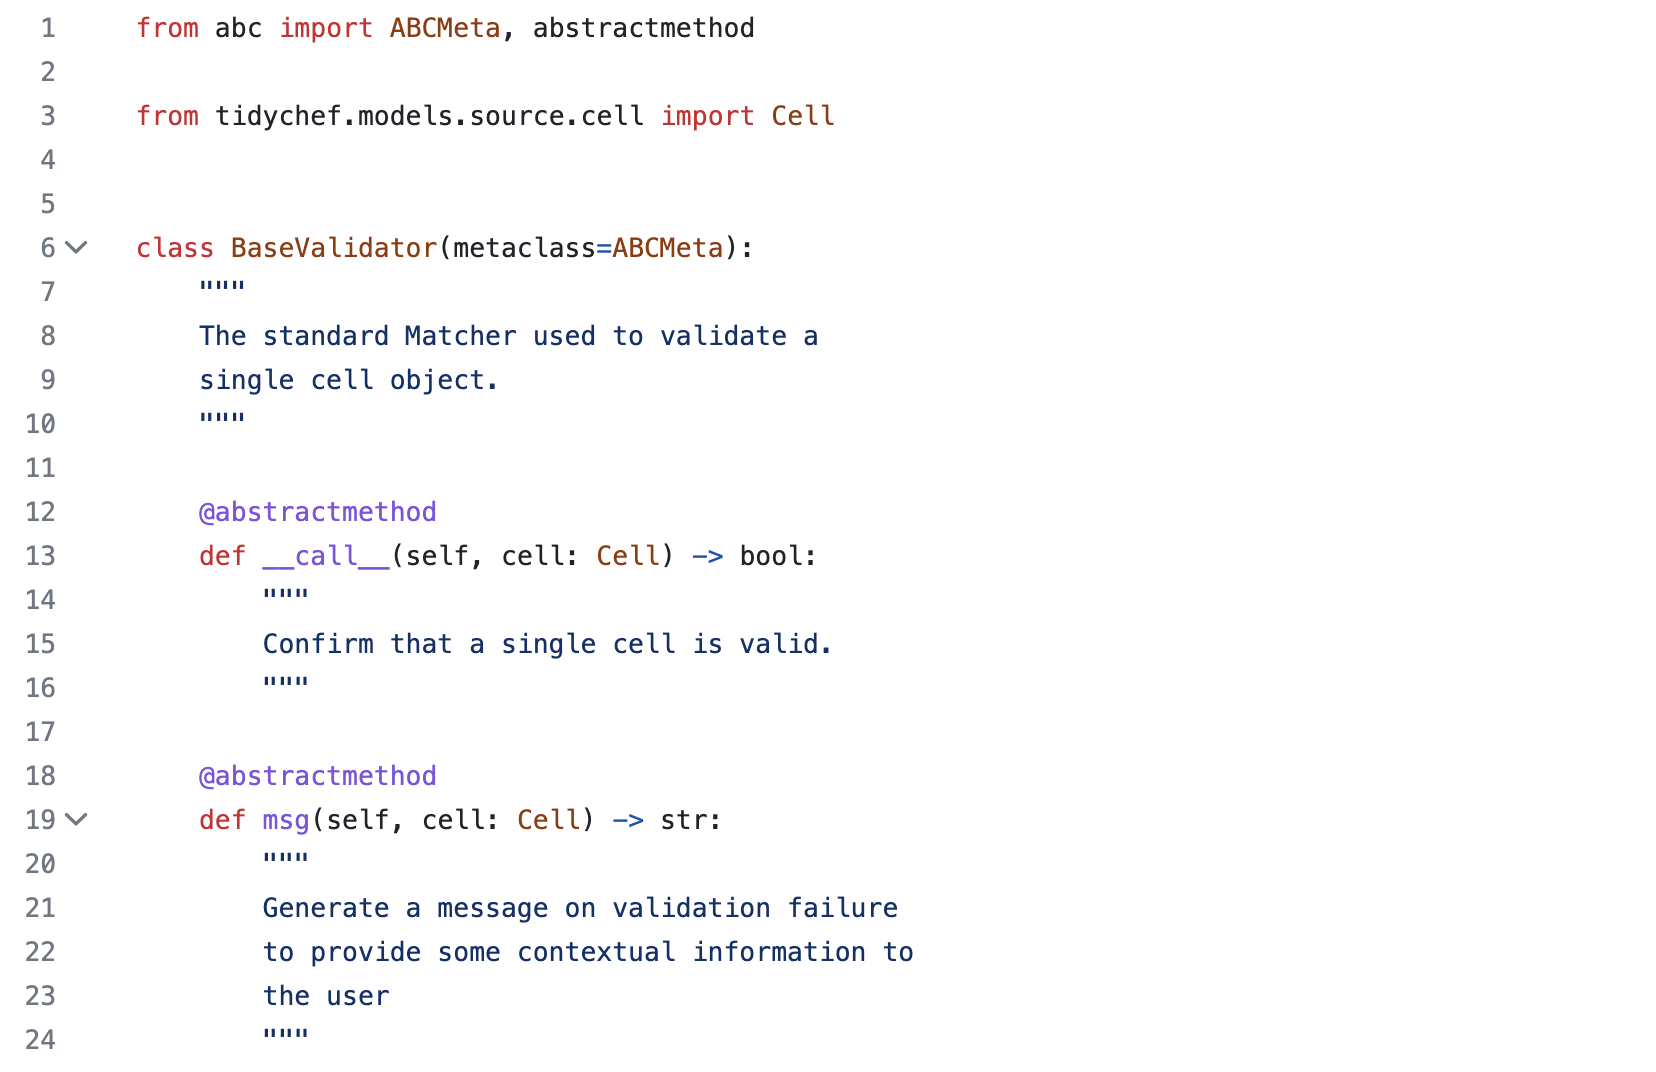 1 from abc import ABCMeta, abstractmethod
2
3 from tidychef.models.source.cell import Cell
4
5
6 class BaseValidator(metaclass=ABCMeta):
7     """
8     The standard Matcher used to validate a
9     single cell object.
10     """
11
12     @abstractmethod
13     def __call__(self, cell: Cell) -> bool:
14         """
15         Confirm that a single cell is valid.
16         """
17
18     @abstractmethod
19     def msg(self, cell: Cell) -> str:
20         """
21         Generate a message on validation failure
22         to provide some contextual information to
23         the user
24         """